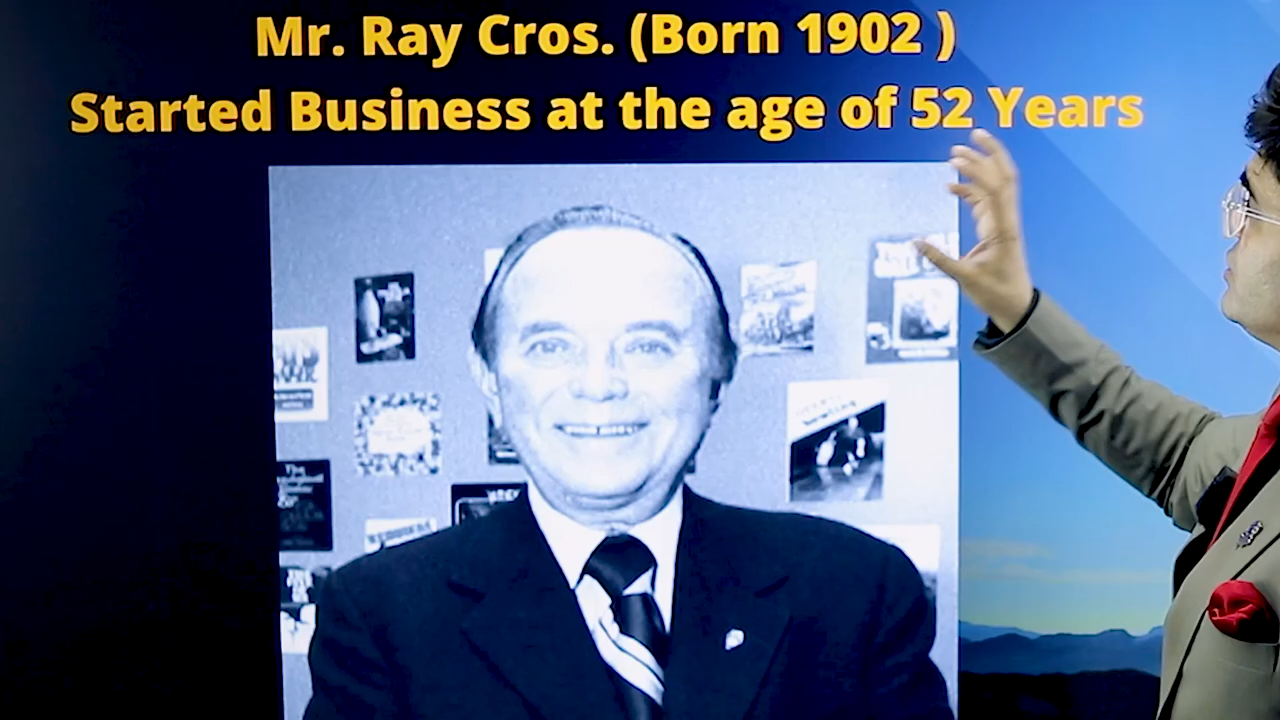 Mr. Ray Cros. (Born 1902 )
Started Business at the age of 52 Years